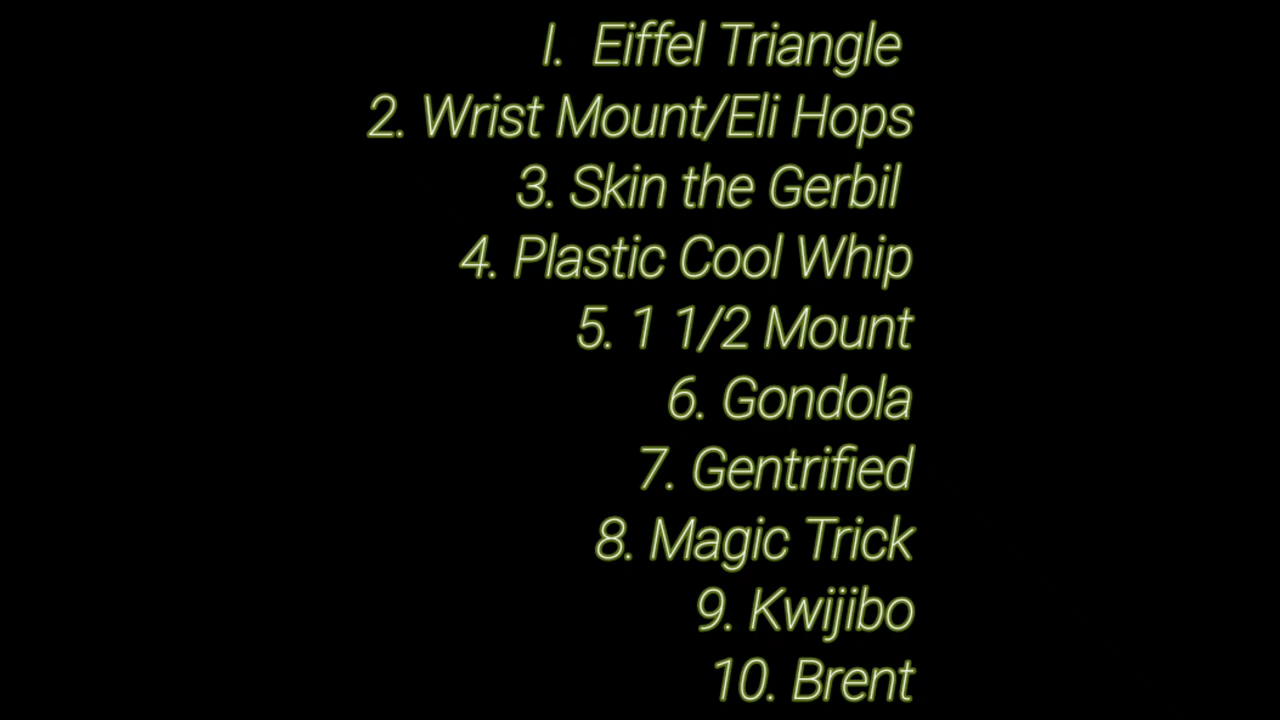 I. Eiffel Triangle
2. Wrist Mount/Eli Hops
3. Skin the Gerbil
4. Plastic Cool Whip
5. 1 1/2 Mount
6. Gondola
7. Gentrified
8. Magic Trick
9. Kwijibo
10. Brent